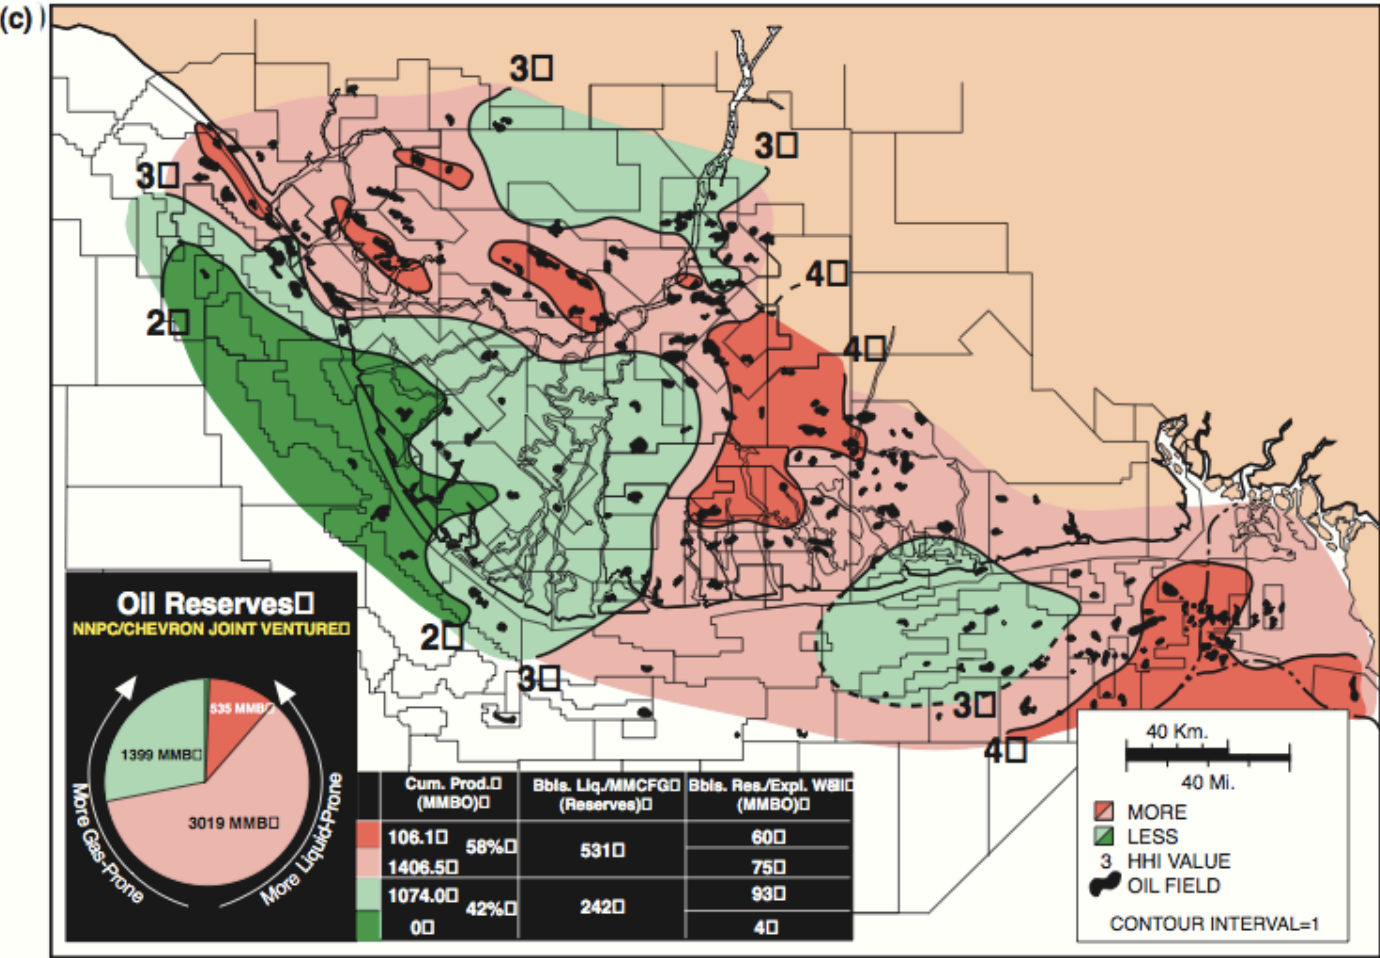 (c)
3□
3□
3□
4□
2□
4□
2□
3□
3□
4□
Oil Reserves□
NNPC/CHEVRON JOINT VENTURE□
535 MMB□
1399 MMB□
3019 MMB□
More Gas-Prone
More Liquid-Prone
Cum. Prod.□ Bbls. Liq./MMCFG□ Bbls. Res./Expl. Well□
(MMBO)□ (Reserves)□ (MMBO)□
106.1□ 58%□ 531□ 60□
1406.5□ 75□
1074.0□ 42%□ 242□ 93□
0□ 4□
40 Km.
40 Mi.
MORE
LESS
3 HHI VALUE
OIL FIELD
CONTOUR INTERVAL=1